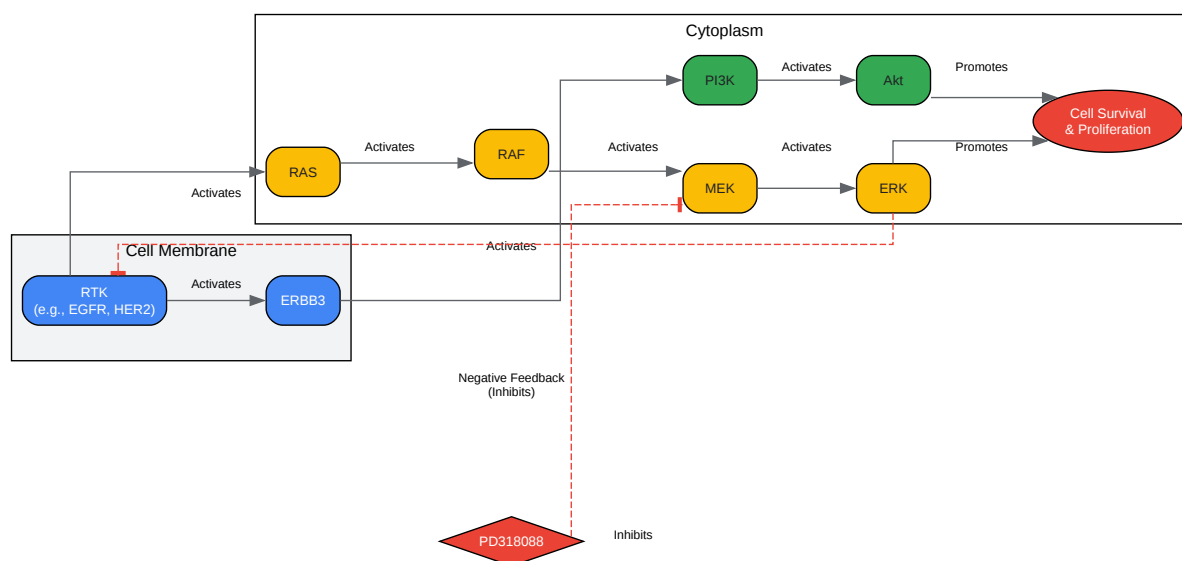 Cytoplasm
PI3K
Activates
Akt
Promotes
Cell Survival
& Proliferation
RAS
Activates
RAF
Activates
MEK
Activates
ERK
Promotes
Activates
Cell Membrane
Activates
RTK
(e.g., EGFR, HER2)
Activates
ERBB3
Negative Feedback
(Inhibits)
PD318088
Inhibits